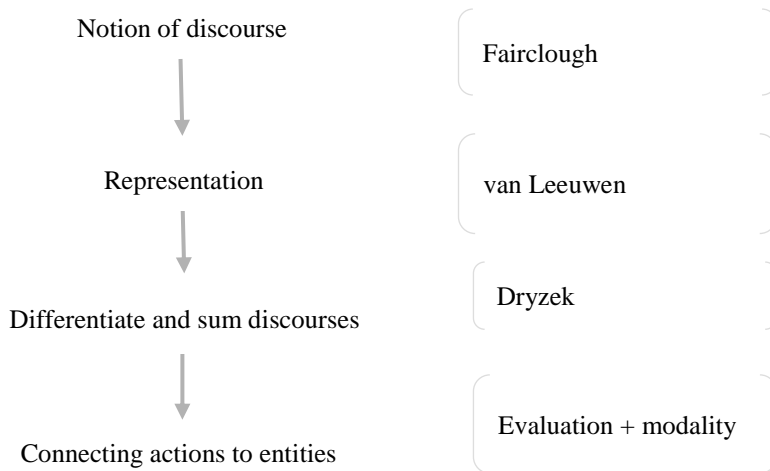 Notion of discourse
Fairclough
Representation
van Leeuwen
Differentiate and sum discourses
Dryzek
Connecting actions to entities
Evaluation + modality